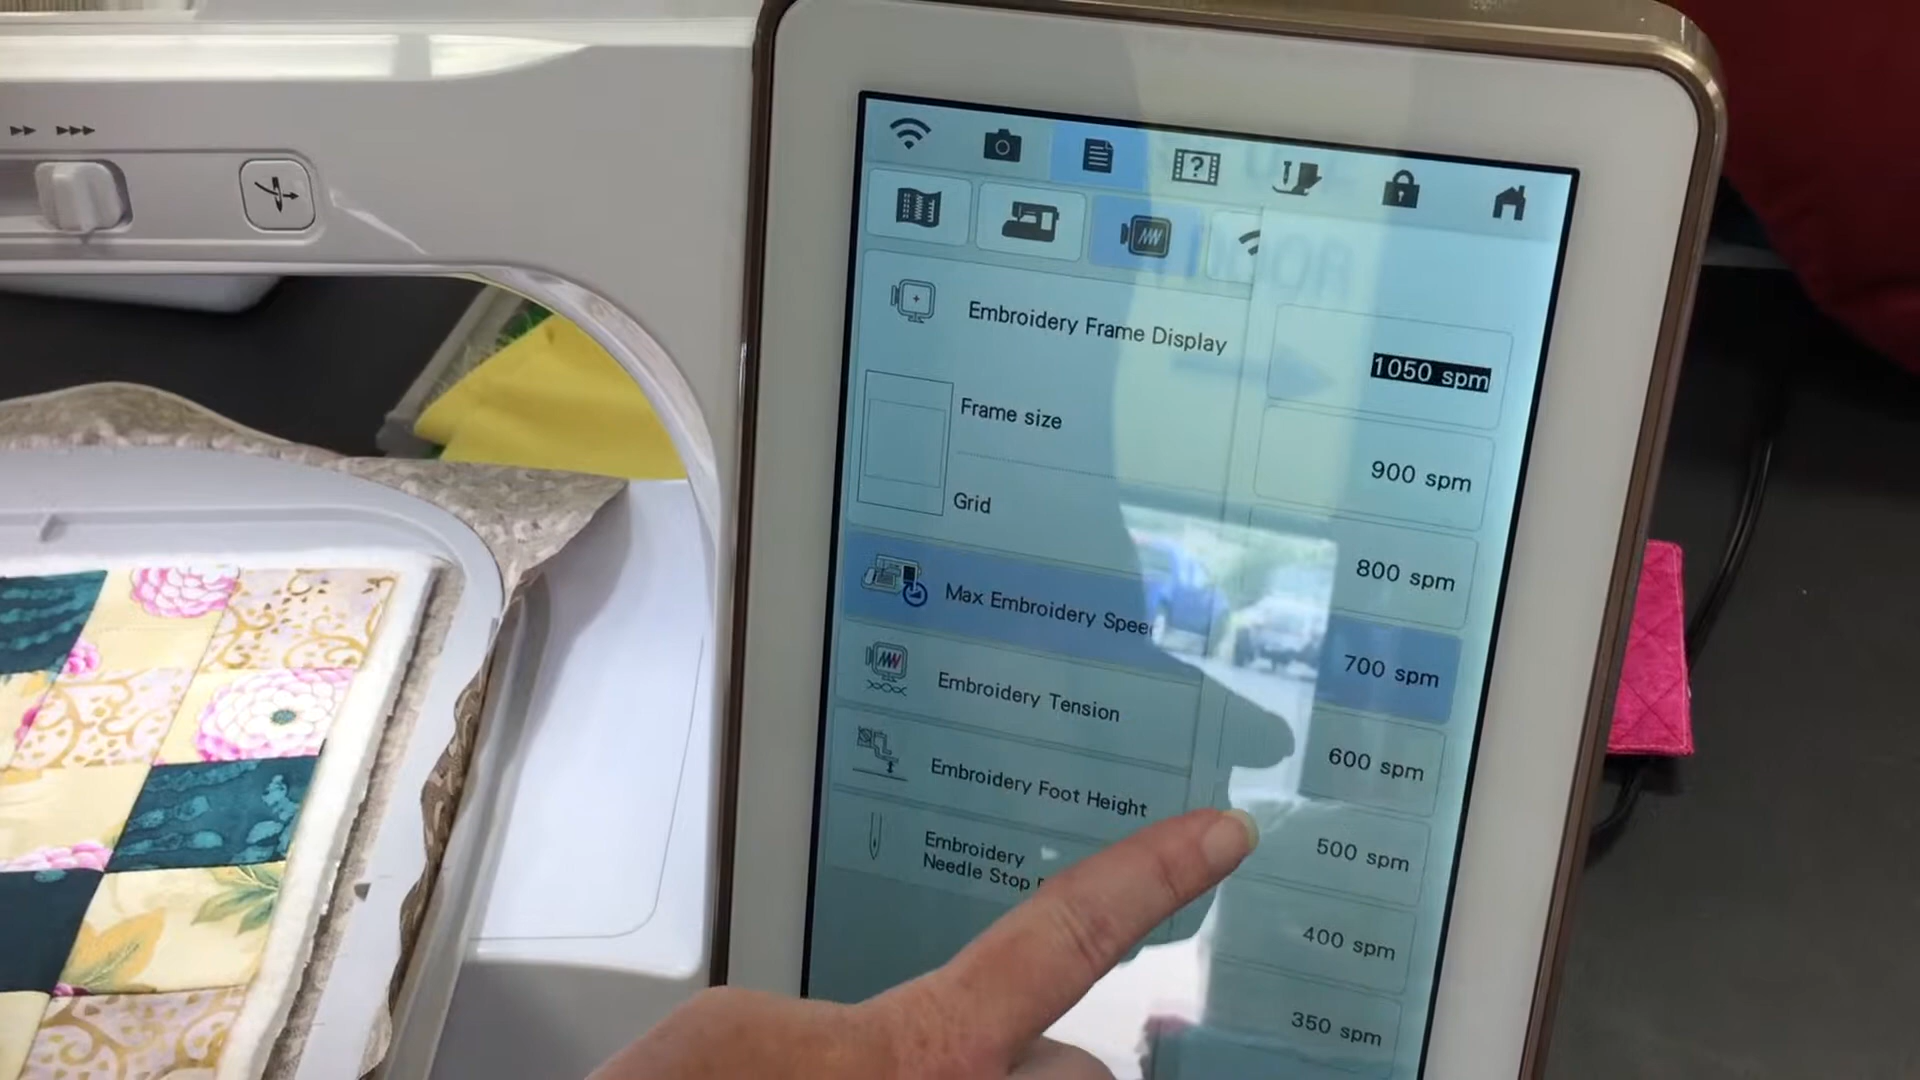 Embroidery Frame Display
1050 spm
Frame size
900 spm
Grid
800 spm
Max Embroidery Spee
700 spm
Embroidery Tension
600 spm
Embroidery Foot Height
500 spm
Embroidery
Needle Stop
400 spm
350 spm